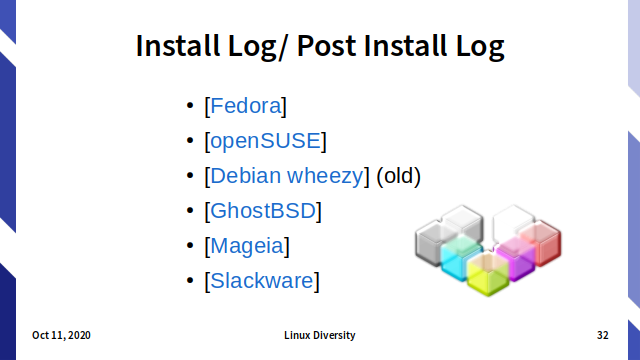 Install Log/ Post Install Log
• [Fedora]
• [openSUSE]
• [Debian wheezy] (old)
• [GhostBSD]
• [Mageia]
• [Slackware]
Oct 11, 2020
Linux Diversity
32